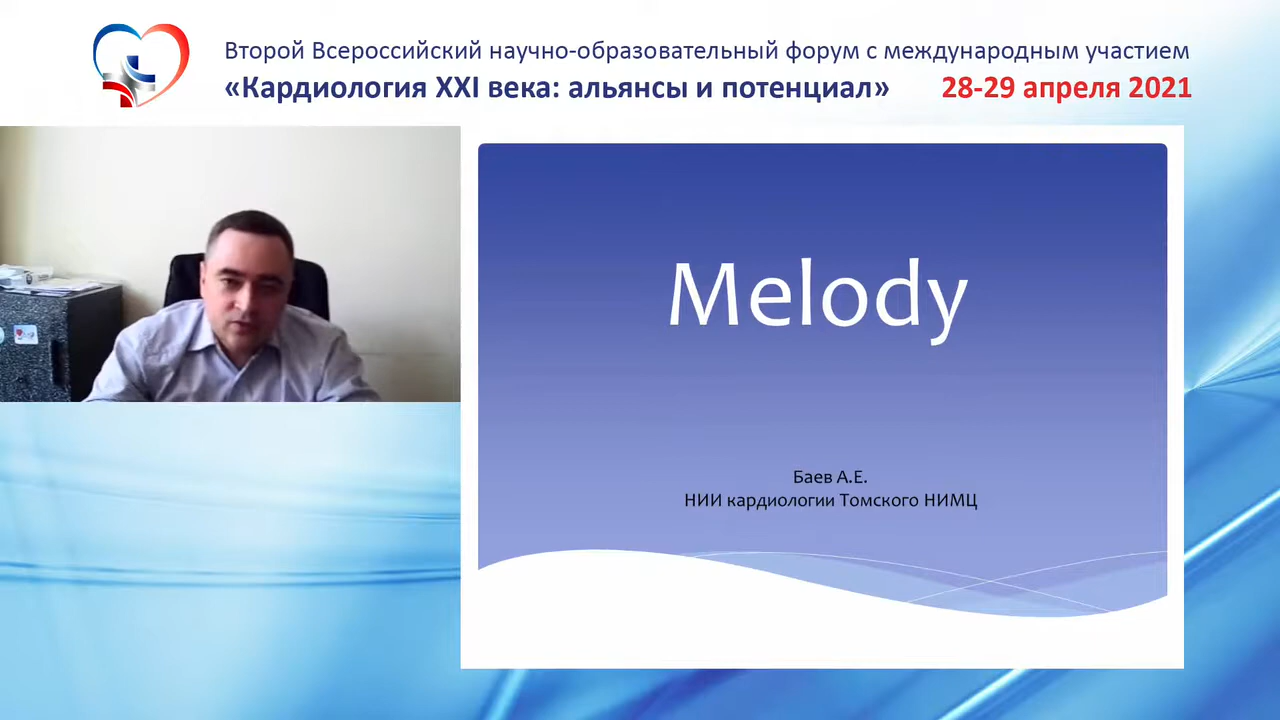 Второй Всероссийский научно-образовательный форум с международным участием
«Кардиология XXI века: альянсы и потенциал» 28-29 апреля 2021
Melody
Баев А.Е.
НИИ кардиологии Томского НИМЦ